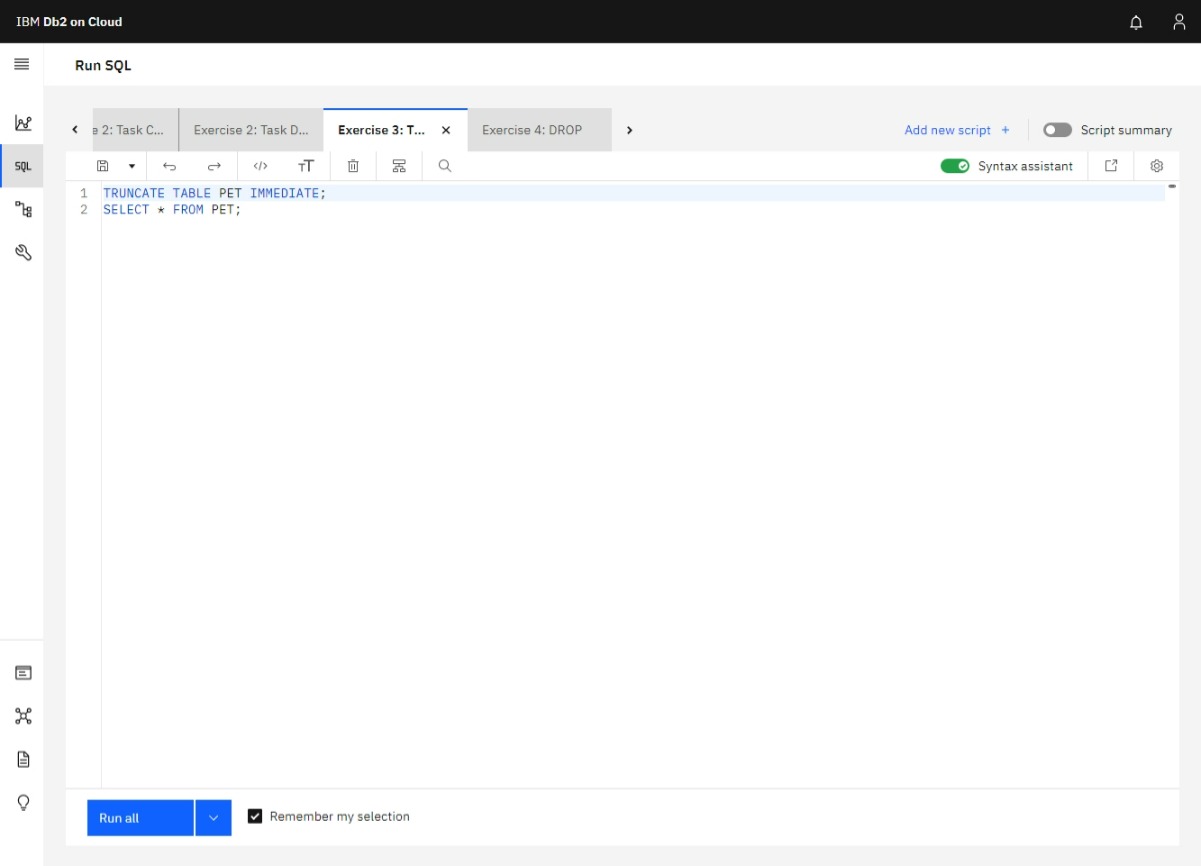 IBM Db2 on Cloud
Run SQL
e 2: Task C...
Exercise 2: Task D...
Exercise 3: T...
Exercise 4: DROP
Add new script +
Script summary
SQL
</>
TT
Syntax assistant
1 TRUNCATE TABLE PET IMMEDIATE;
2 SELECT * FROM PET;
Run all
Remember my selection